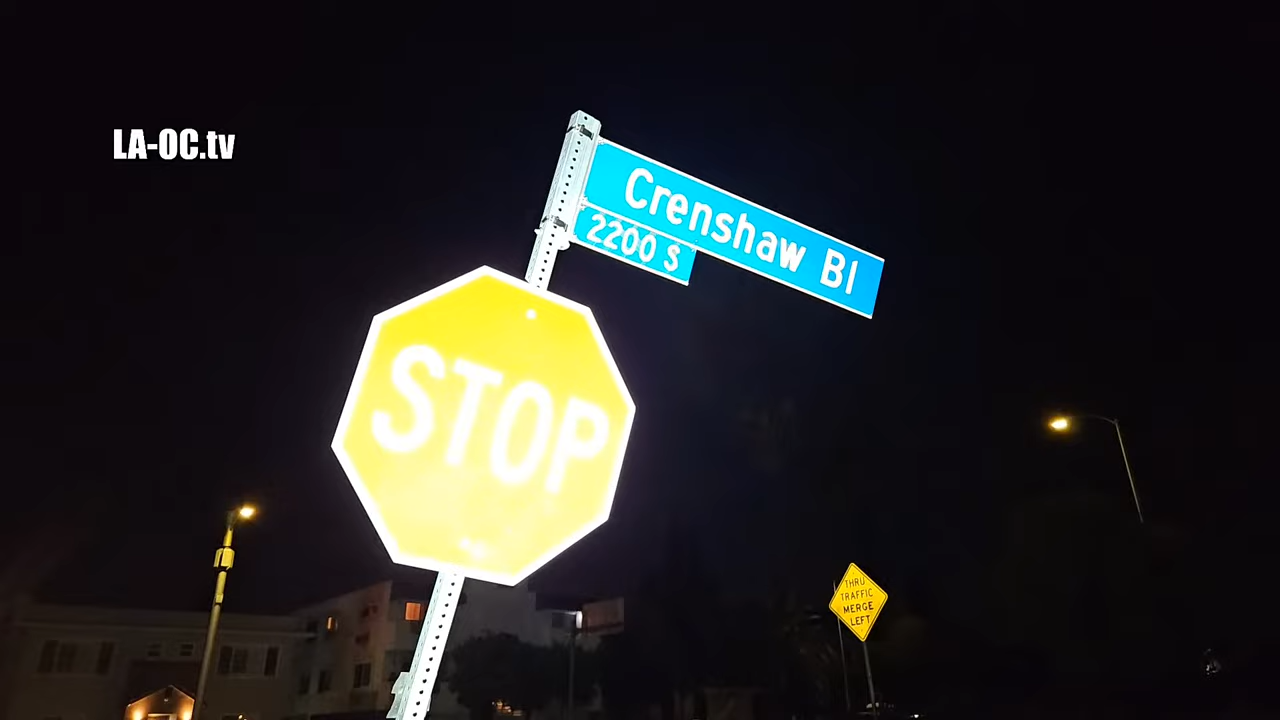 LA-OC.tv
Crenshaw Bl
2200 S
STOP
THRU
TRAFFIC
MERGE
LEFT